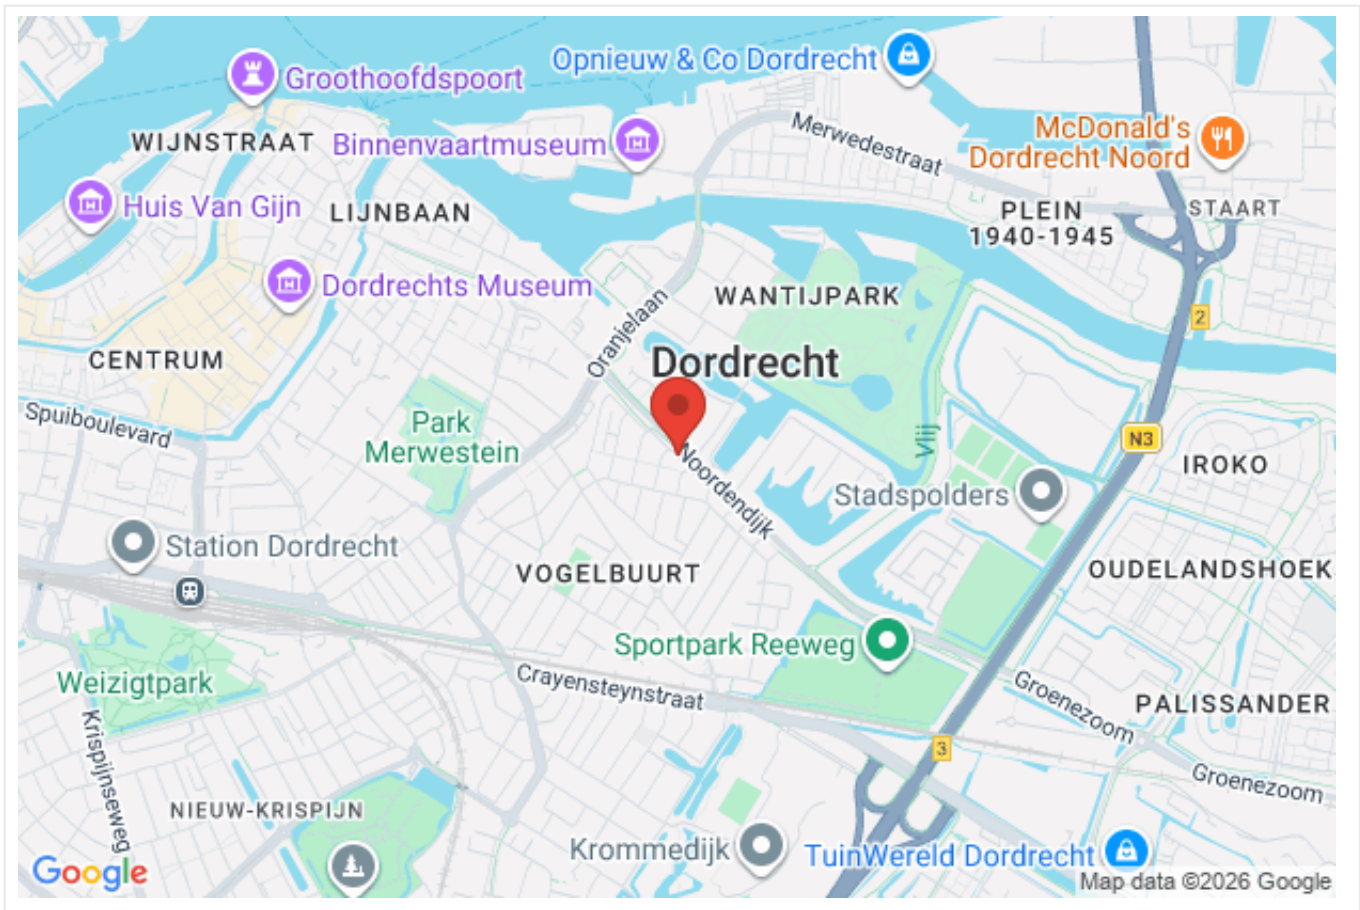 Opnieuw & Co Dordrecht
Groothoofdspoort
McDonald's
Dordrecht Noord
Merwedestraat
WIJNSTRAAT
Binnenvaartmuseum
Huis Van Gijn
LIJNBAAN
PLEIN
1940-1945
STAART
Dordrechts Museum
WANTIJPARK
2
Oranjelaan
CENTRUM
Dordrecht
Spuiboulevard
Park
Merwestein
Vlij
N3
IROKO
Noordendijk
Stadspolders
Station Dordrecht
VOGELBUURT
OUDELANDSHOEK
Sportpark Reeweg
Weizigtpark
Crayensteynstraat
Groenezoom
PALISSANDER
Krispijnseweg
3
Groenezoom
NIEUW-KRISPIJN
Krommedijk
TuinWereld Dordrecht
Google
Map data ©2026 Google